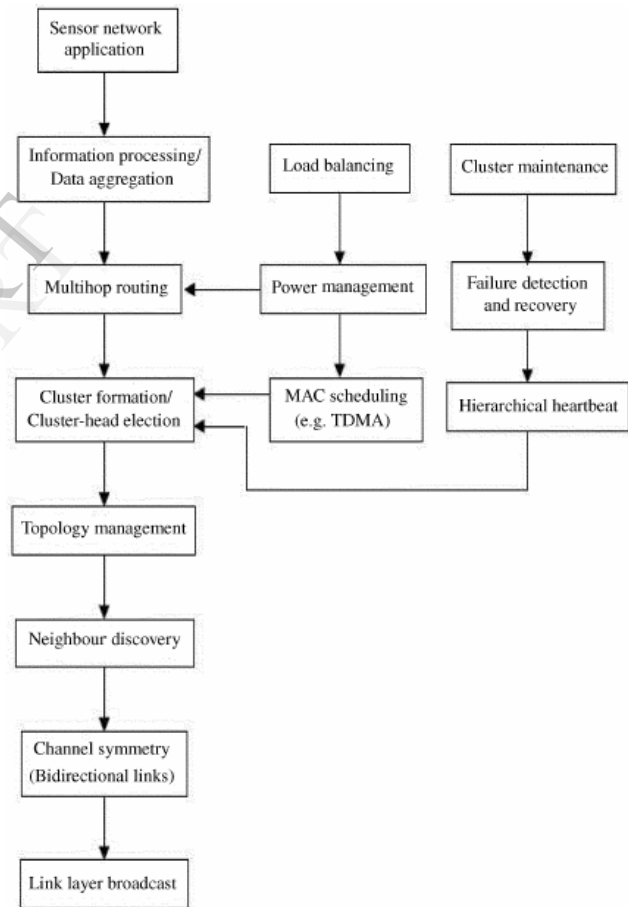 Sensor network
application
Information processing/
Data aggregation
Load balancing
Cluster maintenance
Multihop routing
Power management
Failure detection
and recovery
Cluster formation/
Cluster-head election
MAC scheduling
(e.g. TDMA)
Hierarchical heartbeat
Topology management
Neighbour discovery
Channel symmetry
(Bidirectional links)
Link layer broadcast